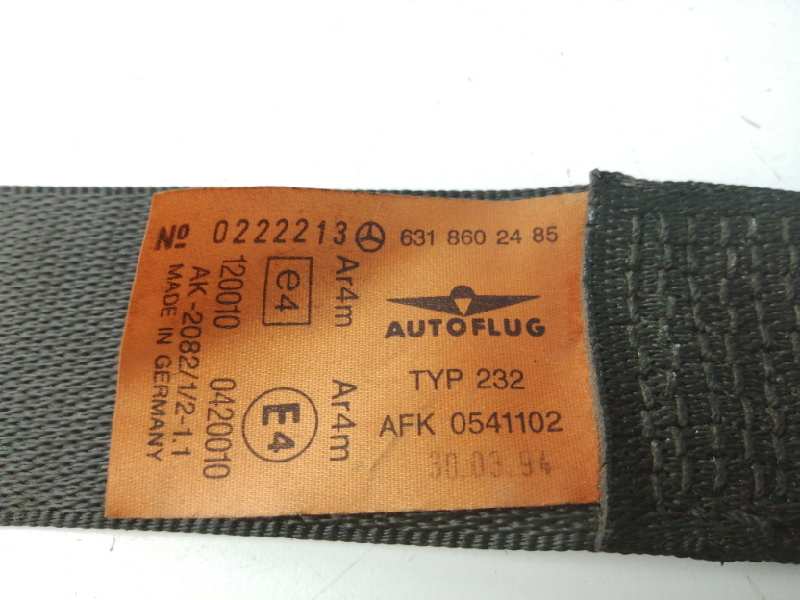 Nº 0222213 631 860 24 85
AUTOFLUG
TYP 232
AFK 0541102
30.03.94
Ar4m Ar4m
e4 E4
120010 0420010
AK-2082/1/2-1.1
MADE IN GERMANY